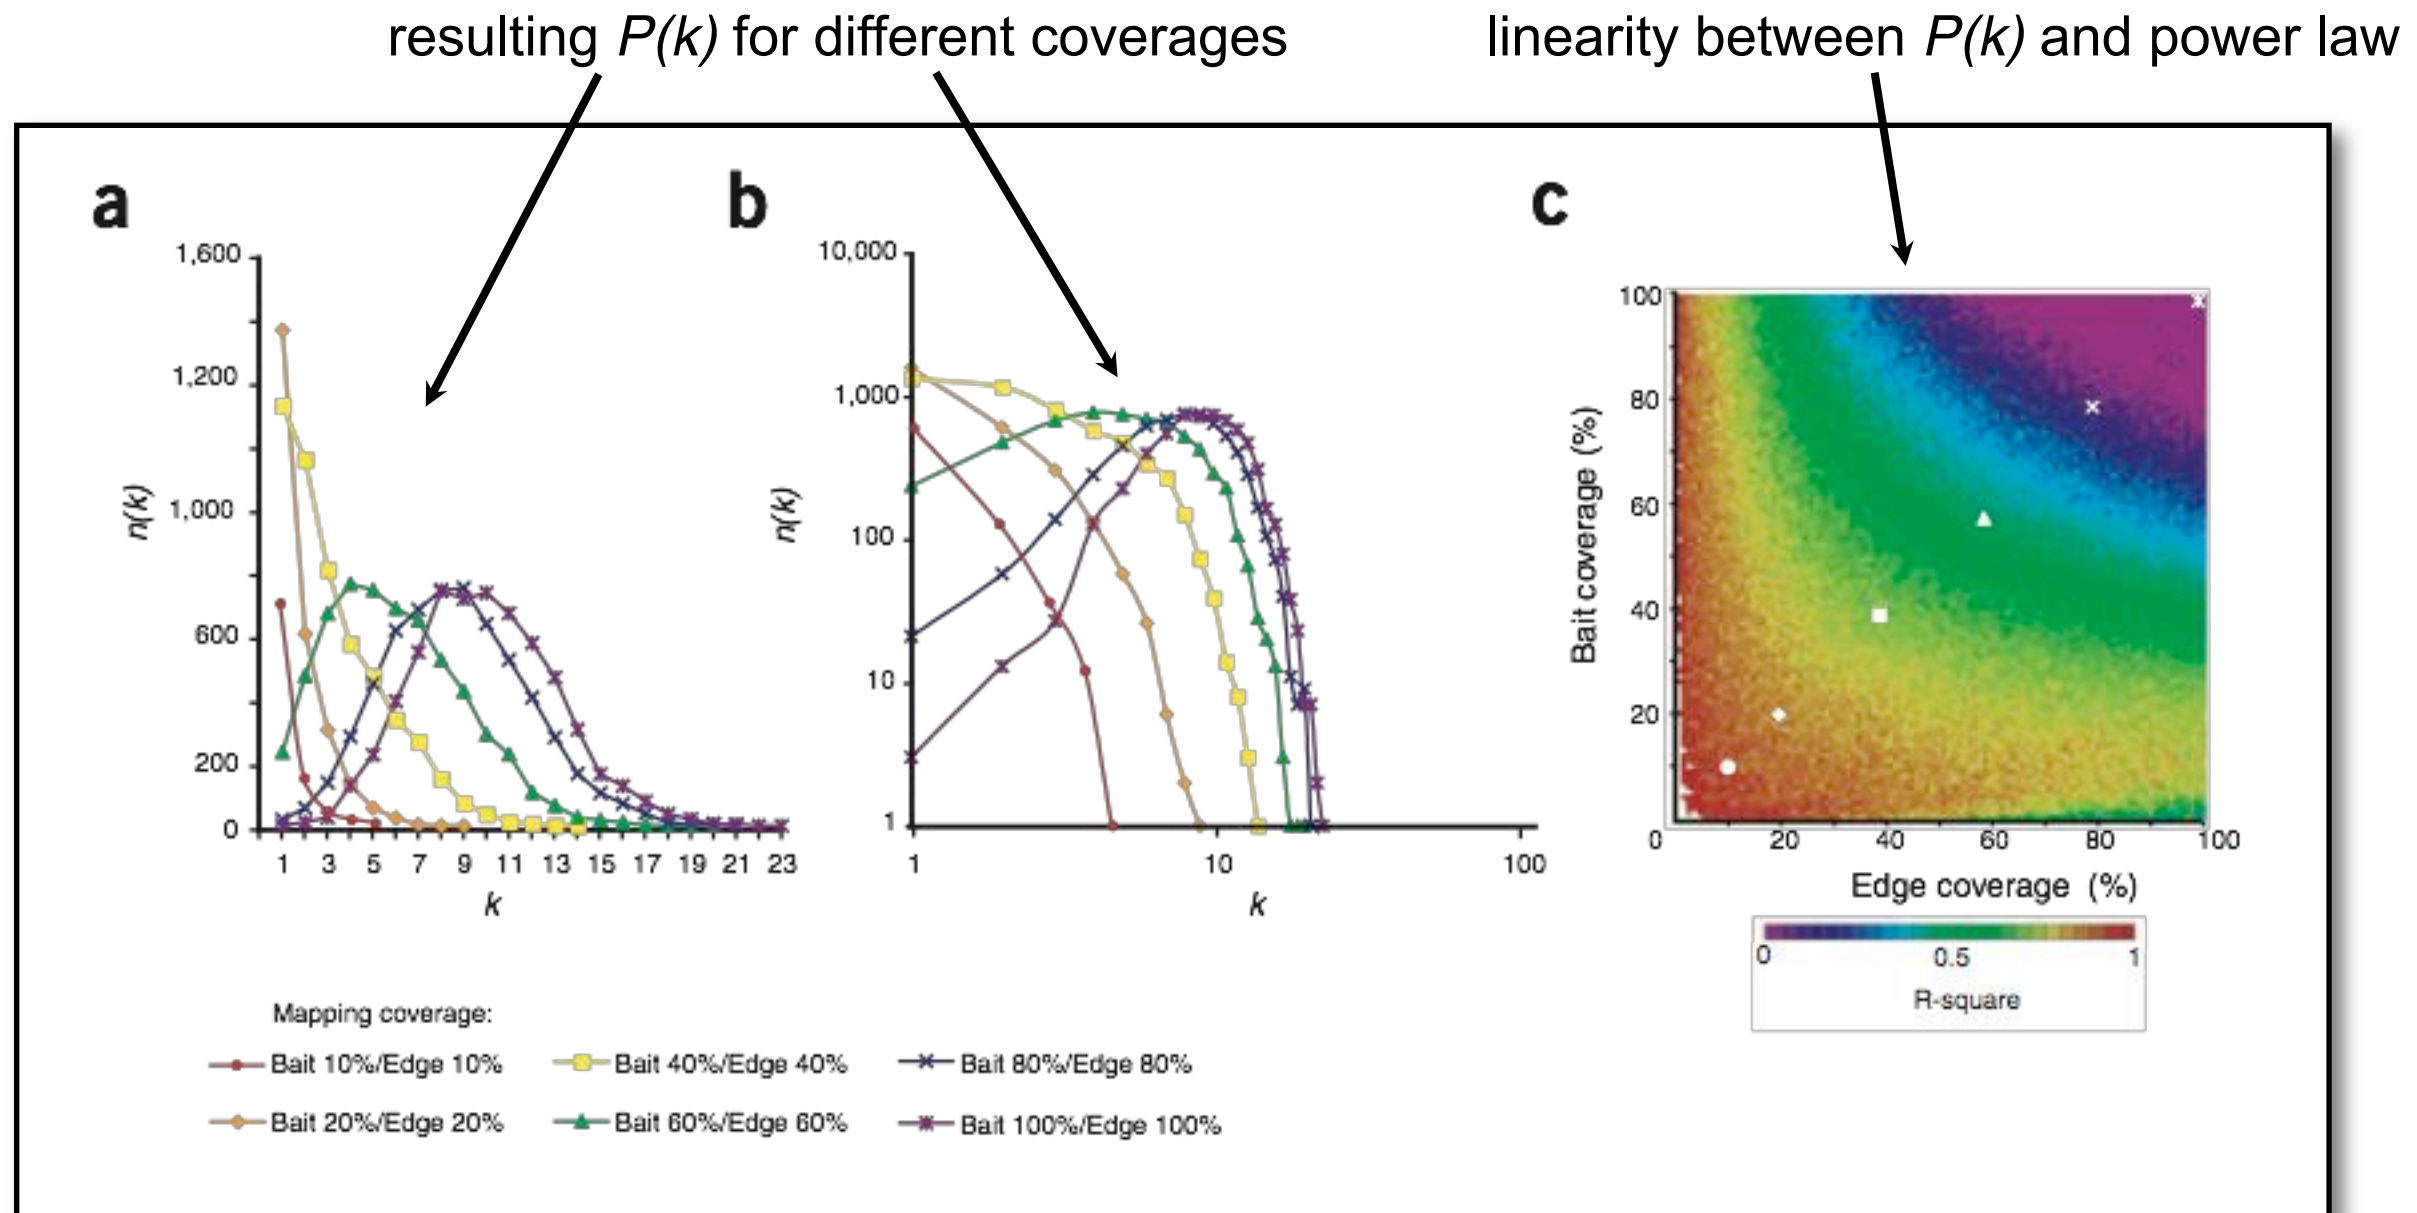 resulting P(k) for different coverages
linearity between P(k) and power law
a
1,600
1,200
1,000
600
200
0
n(k)
1 3 5 7 9 11 13 15 17 19 21 23
k
b
10,000
1,000
100
10
1
n(k)
1 10 100
k
c
100
80
60
40
20
Bait coverage (%)
0 20 40 60 80 100
Edge coverage (%)
0 0.5 1
R-square
Mapping coverage:
Bait 10%/Edge 10% Bait 40%/Edge 40% Bait 80%/Edge 80%
Bait 20%/Edge 20% Bait 60%/Edge 60% Bait 100%/Edge 100%